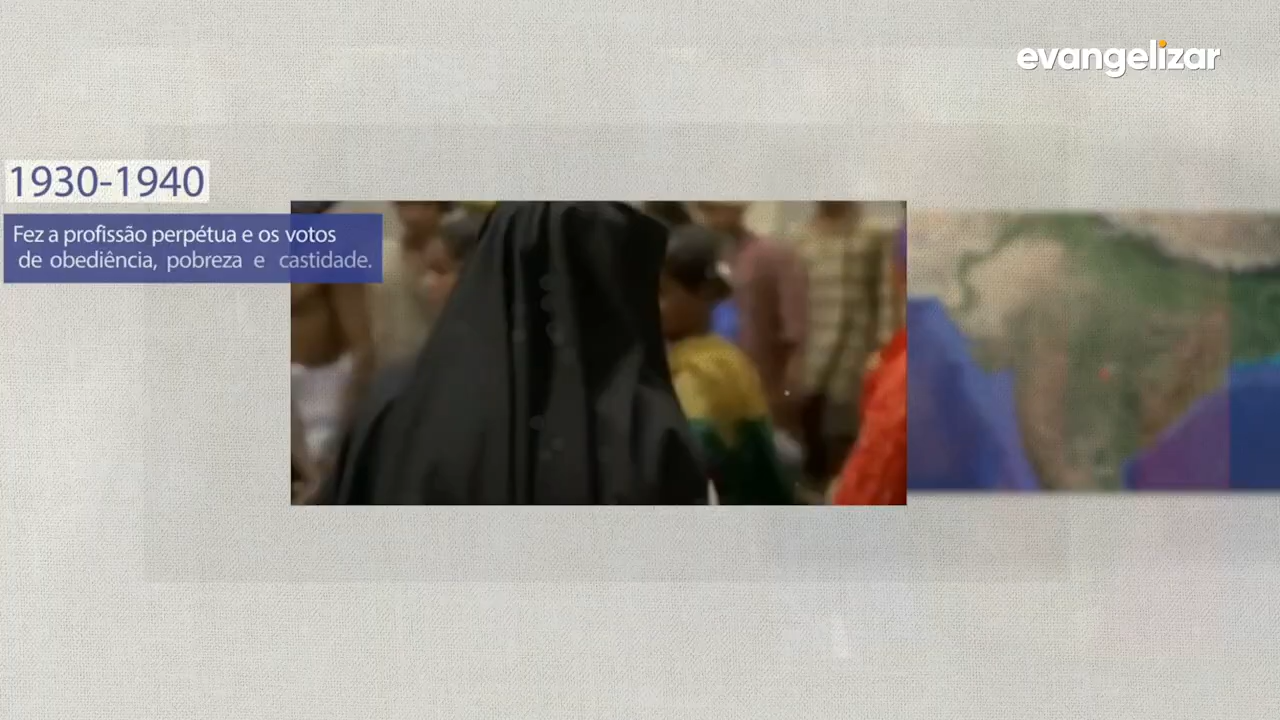 evangelizar
1930-1940
Fez a profissão perpétua e os votos
de obediência, pobreza e castidade.